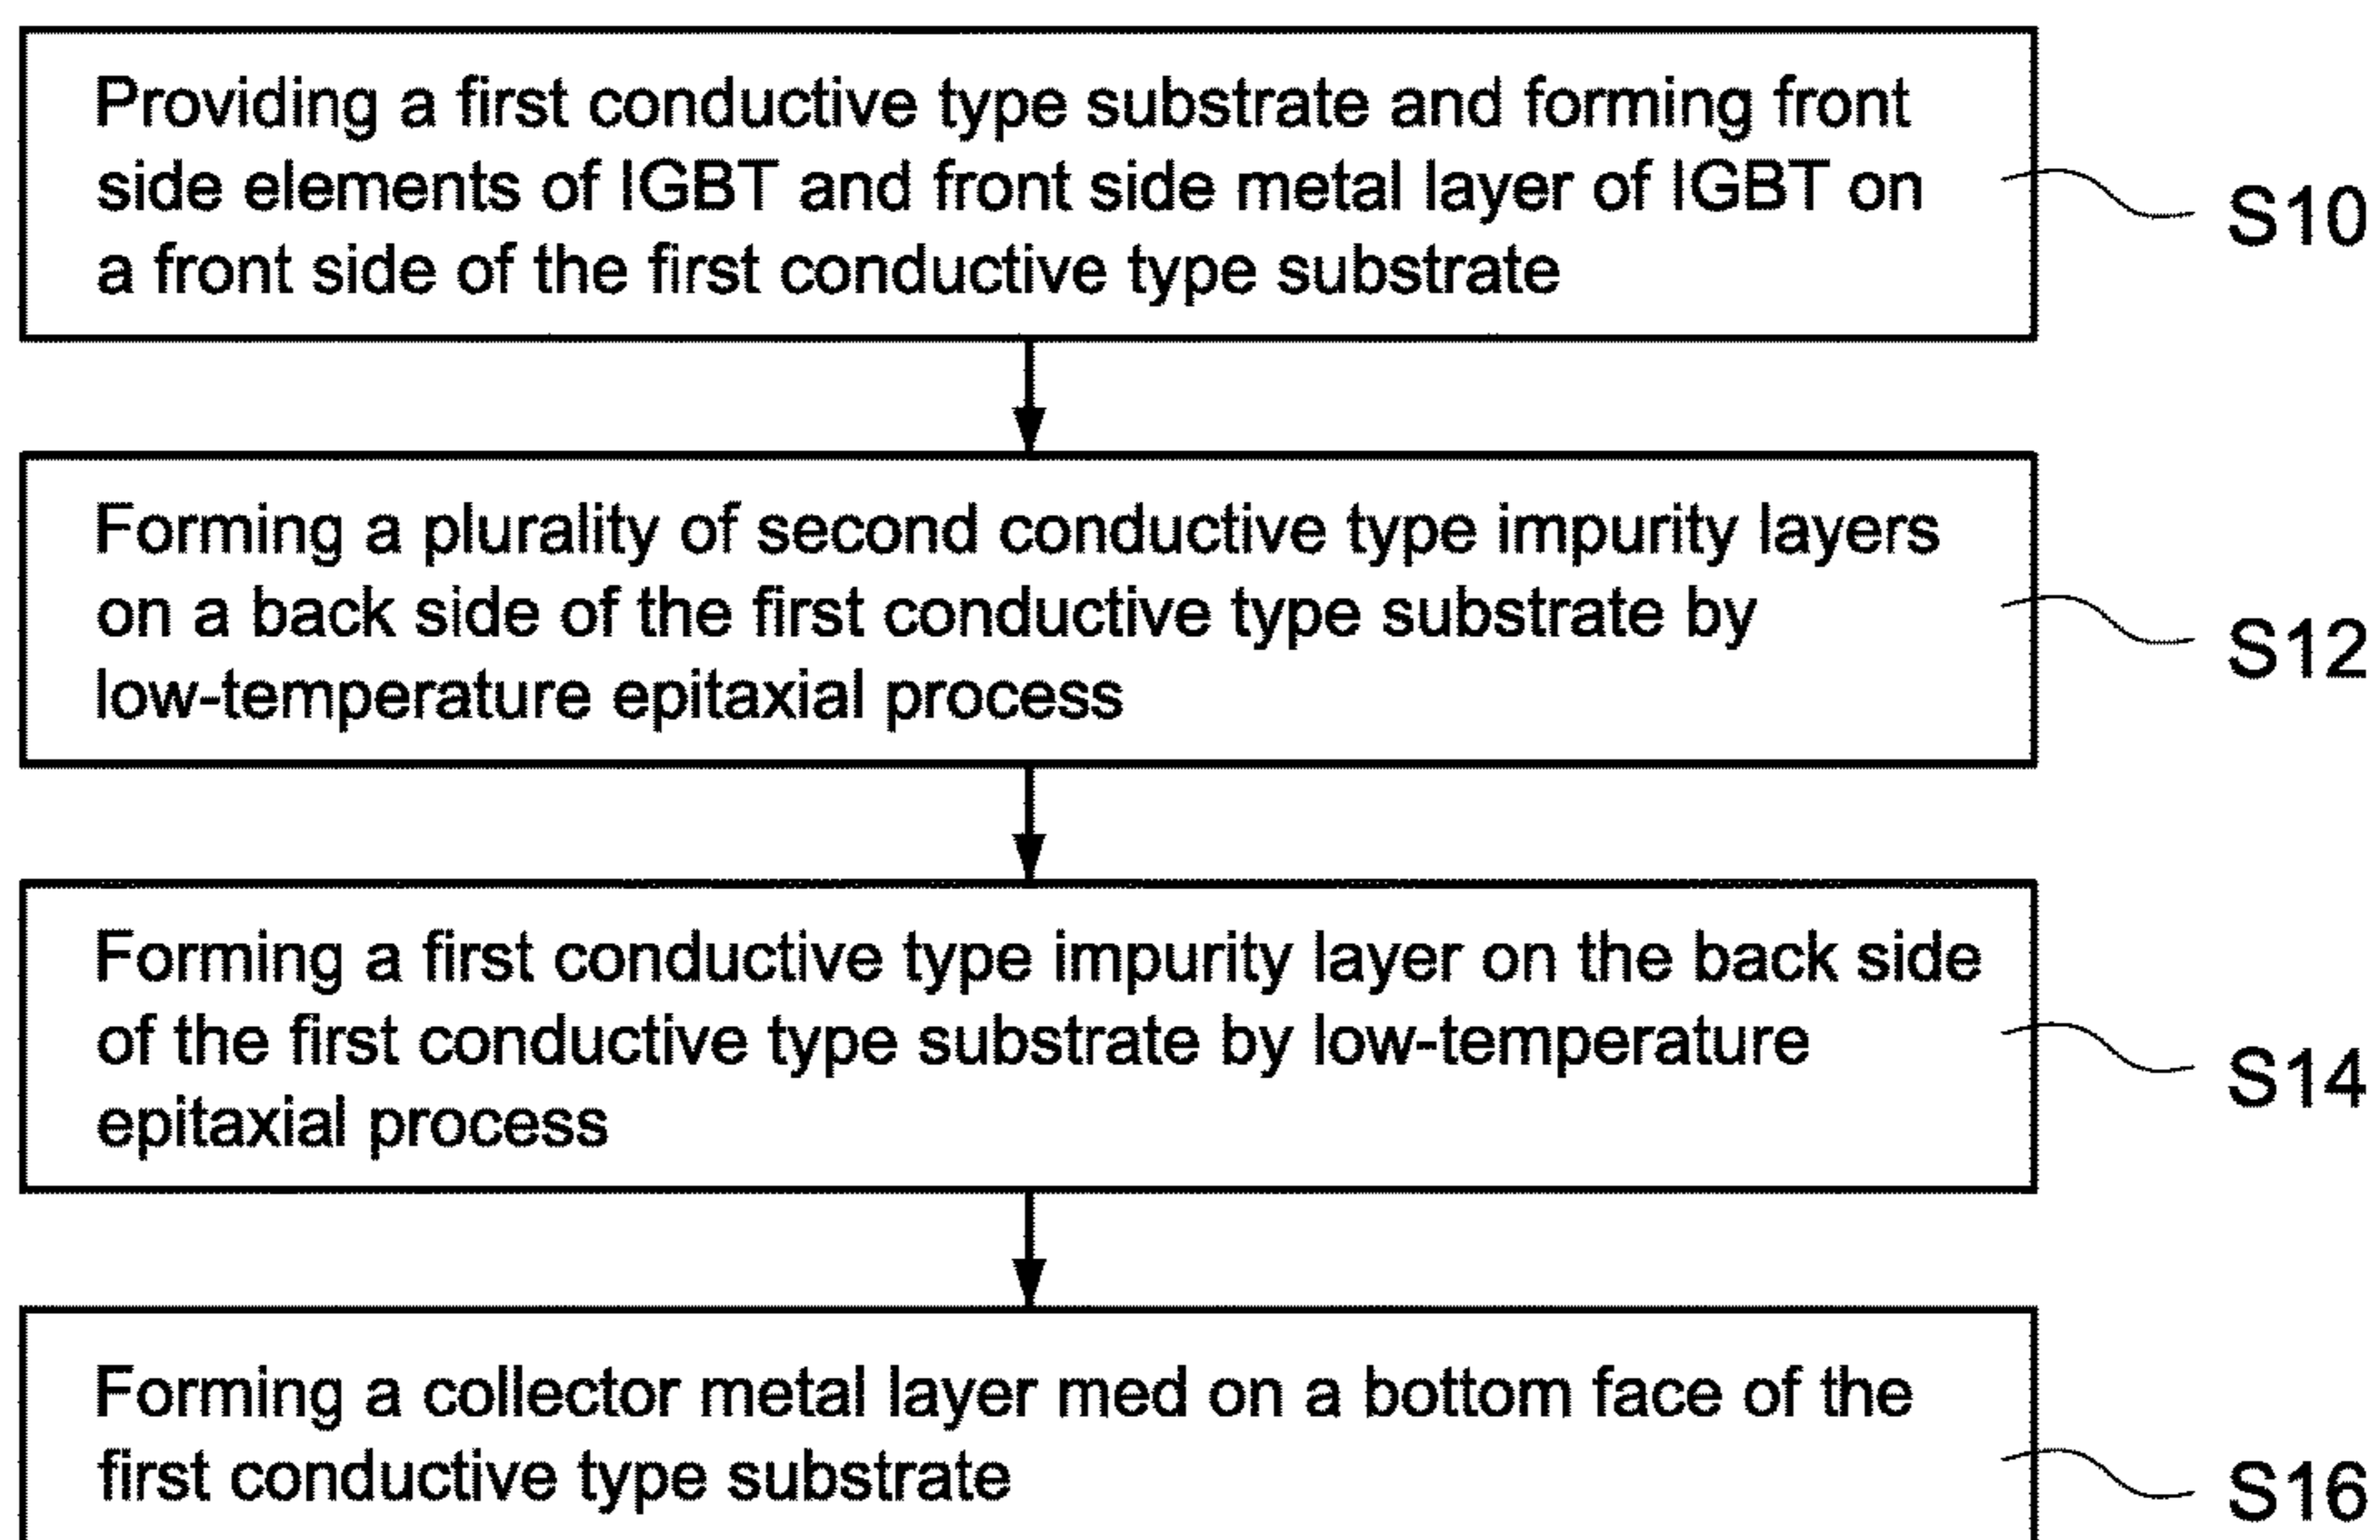 Providing a first conductive type substrate and forming front
side elements of IGBT and front side metal layer of IGBT on
a front side of the first conductive type substrate
S10
Forming a plurality of second conductive type impurity layers
on a back side of the first conductive type substrate by
low-temperature epitaxial process
S12
Forming a first conductive type impurity layer on the back side
of the first conductive type substrate by low-temperature
epitaxial process
S14
Forming a collector metal layer med on a bottom face of the
first conductive type substrate
S16